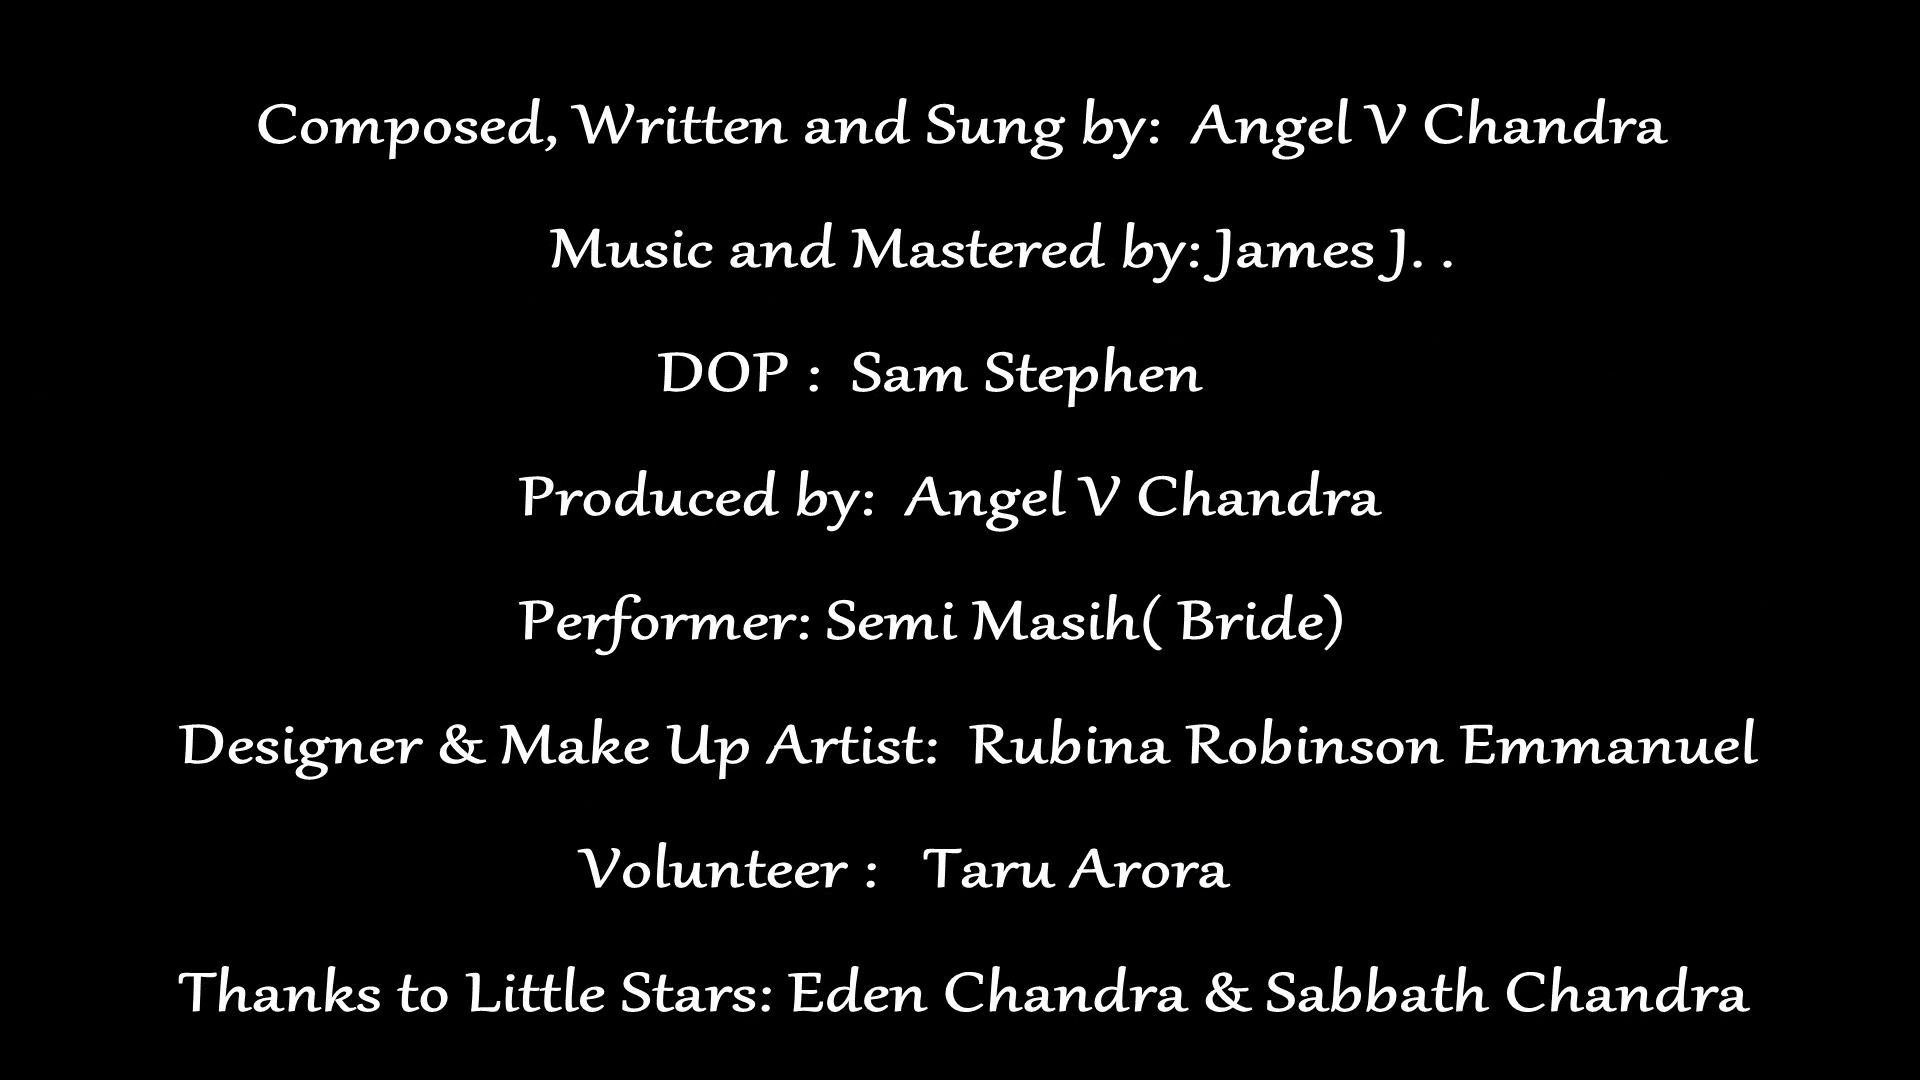 Composed, Written and Sung by: Angel V Chandra
Music and Mastered by: James J. .
DOP : Sam Stephen
Produced by: Angel V Chandra
Performer: Semi Masih( Bride)
Designer & Make Up Artist: Rubina Robinson Emmanuel
Volunteer : Taru Arora
Thanks to Little Stars: Eden Chandra & Sabbath Chandra